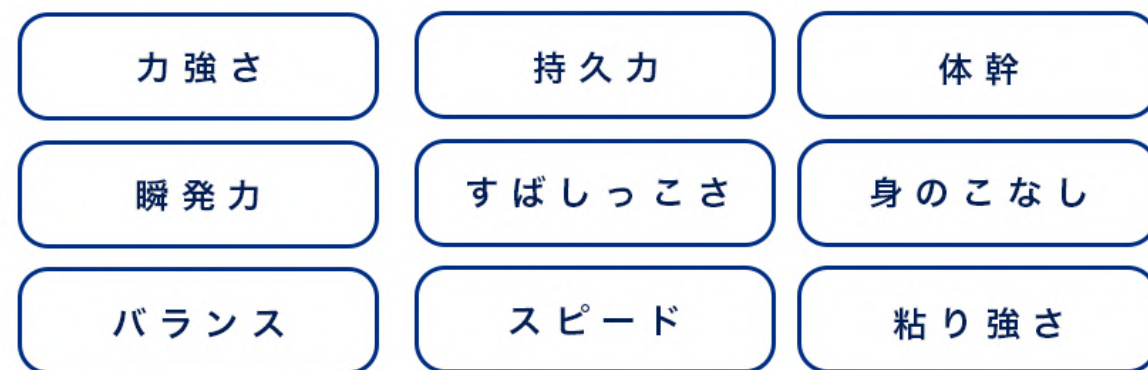 力強さ
持久力
体幹
瞬発力
すばしっこさ
身のこなし
バランス
スピード
粘り強さ